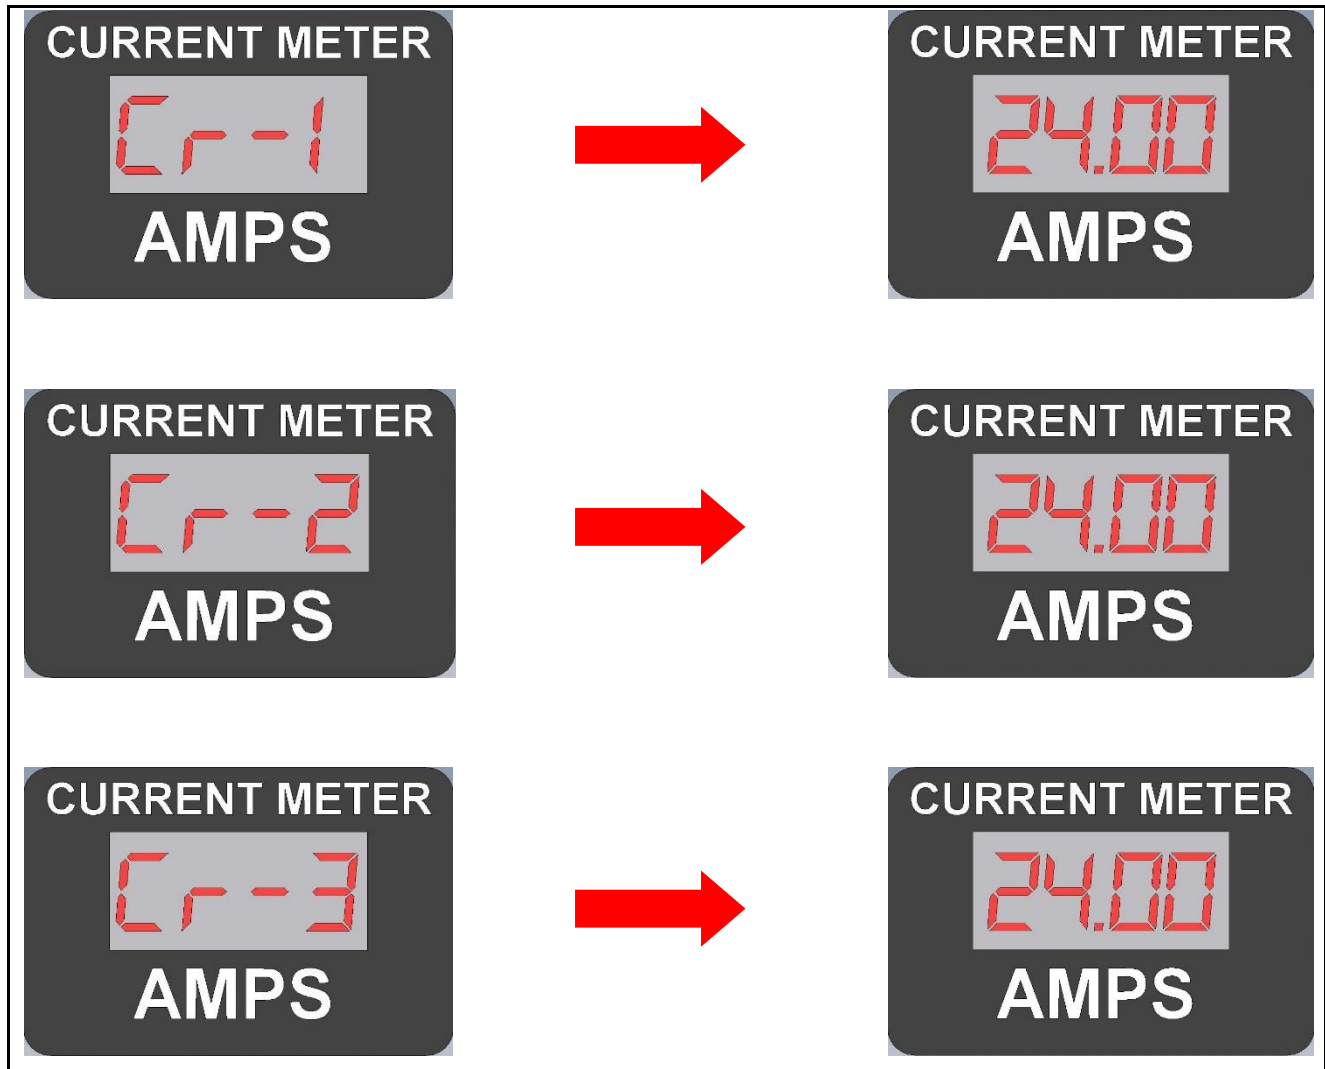 CURRENT METER
Cr-1
AMPS
CURRENT METER
24.00
AMPS
CURRENT METER
Cr-2
AMPS
CURRENT METER
24.00
AMPS
CURRENT METER
Cr-3
AMPS
CURRENT METER
24.00
AMPS